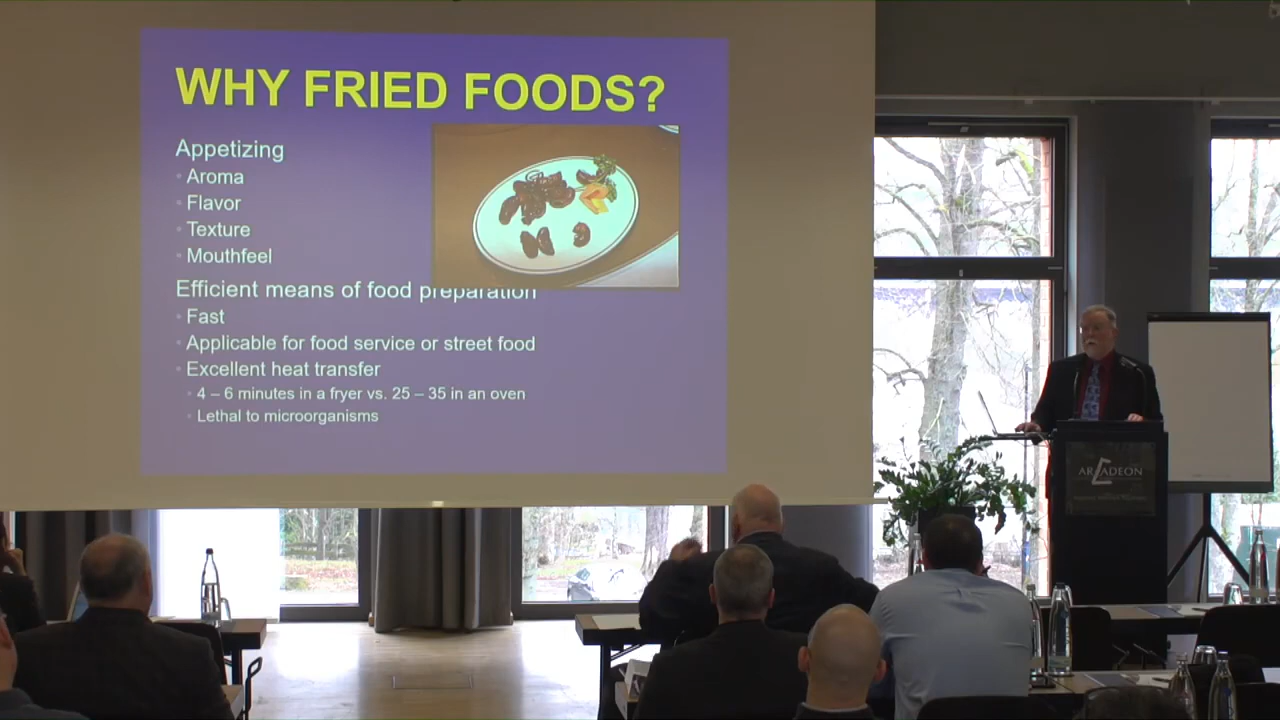 WHY FRIED FOODS?
Appetizing
Aroma
Flavor
Texture
Mouthfeel
Efficient means of food preparation
Fast
Applicable for food service or street food
Excellent heat transfer
4 – 6 minutes in a fryer vs. 25 – 35 in an oven
Lethal to microorganisms
ARCADEON